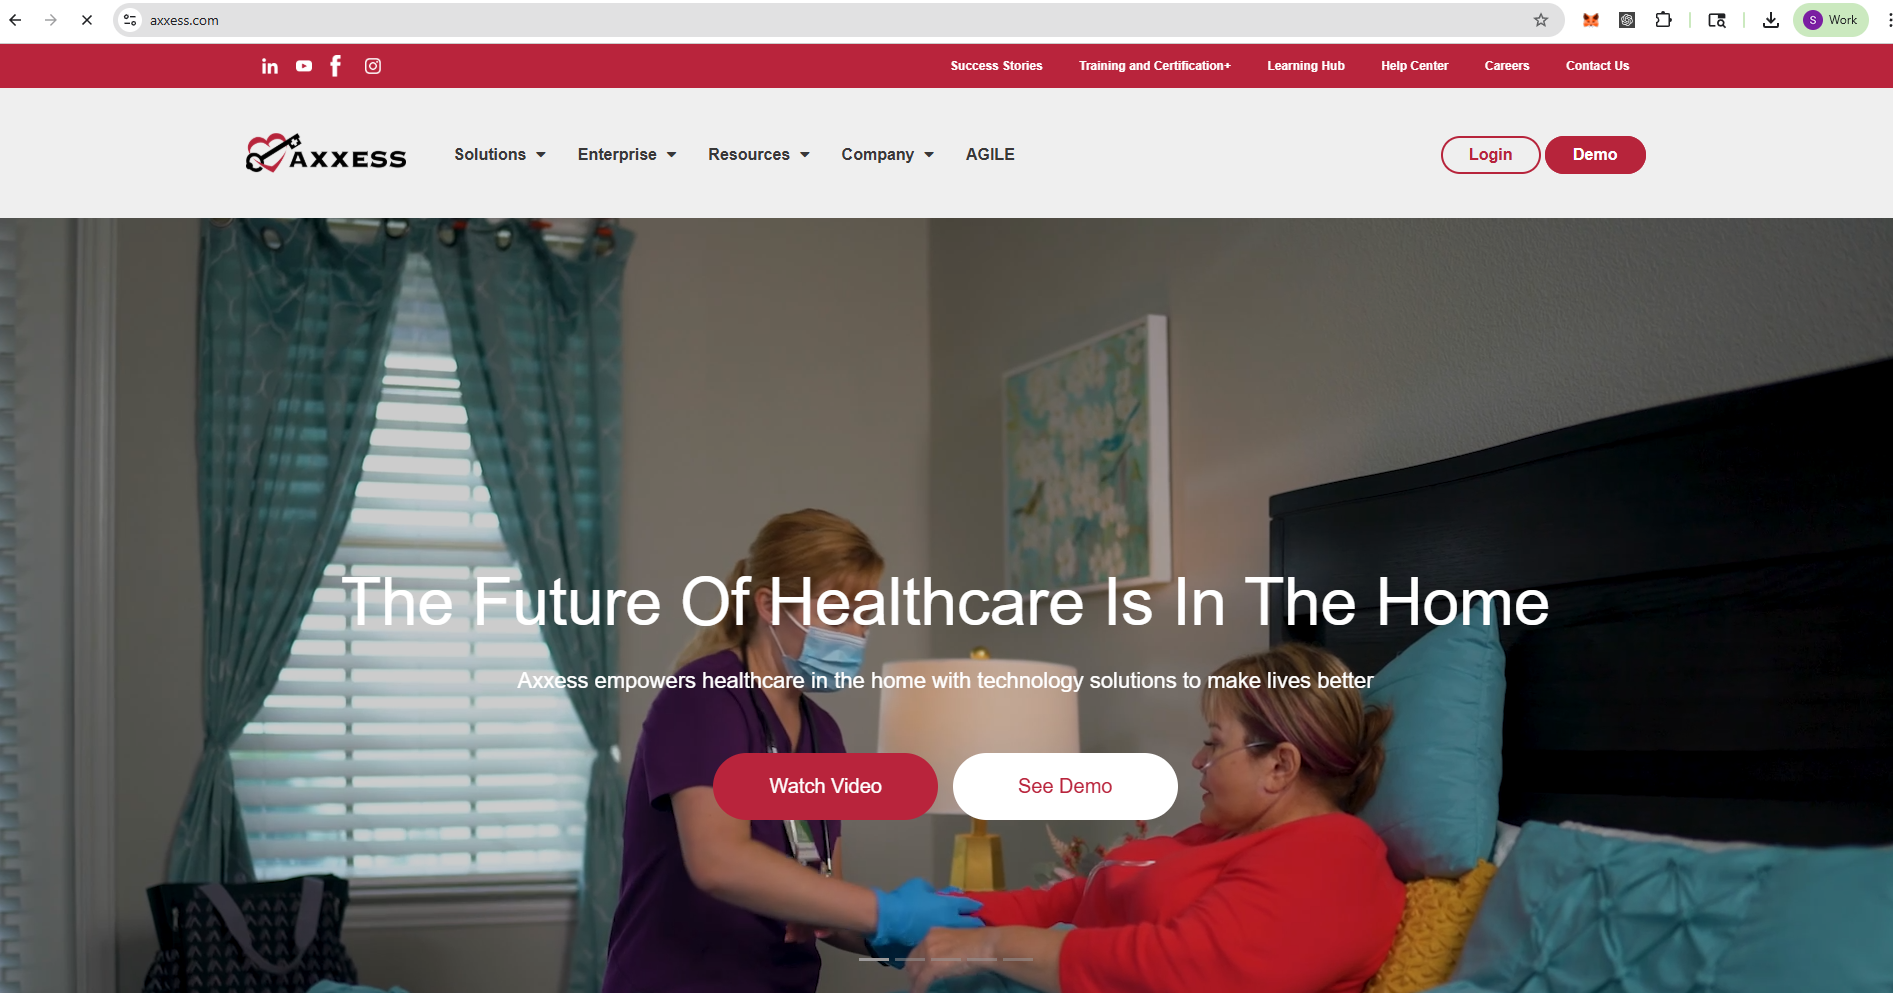 axxess.com
S Work
Success Stories Training and Certification+ Learning Hub Help Center Careers Contact Us
AXXESS Solutions Enterprise Resources Company AGILE Login Demo
The Future Of Healthcare Is In The Home
Axxess empowers healthcare in the home with technology solutions to make lives better
Watch Video See Demo